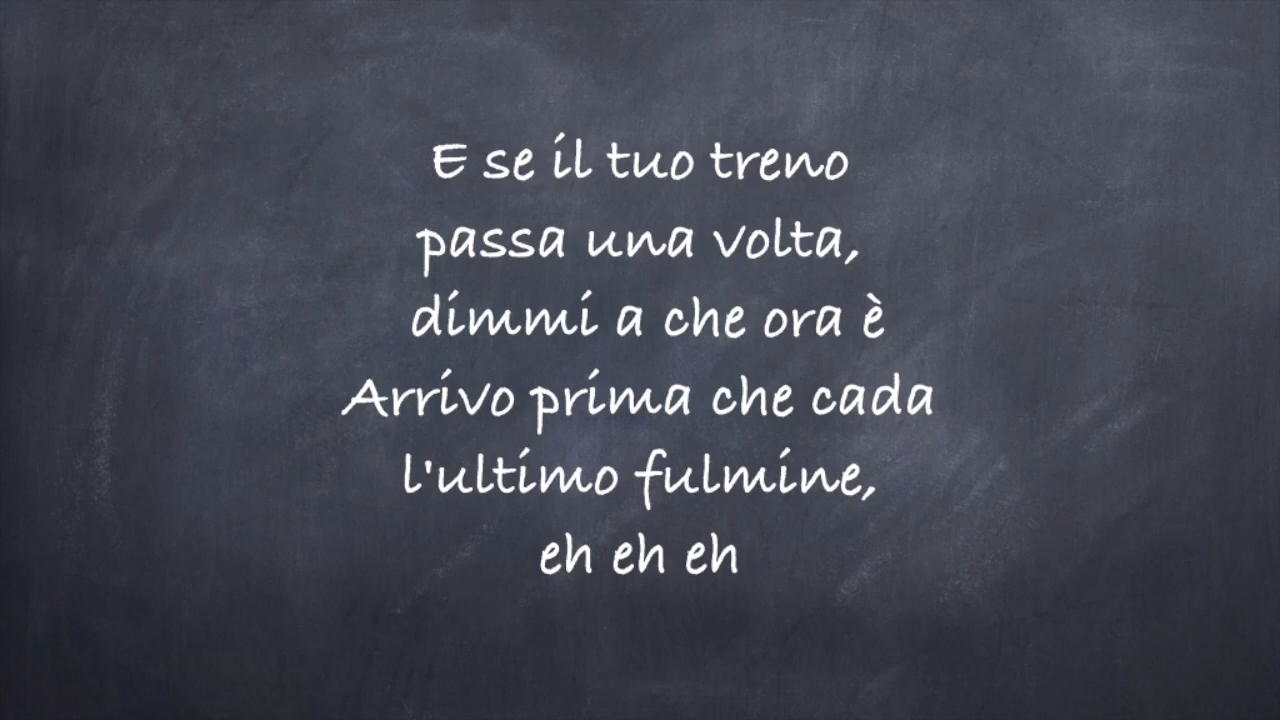 E se il tuo treno
passa una volta,
dimmi a che ora è
Arrivo prima che cada
l'ultimo fulmine,
eh eh eh